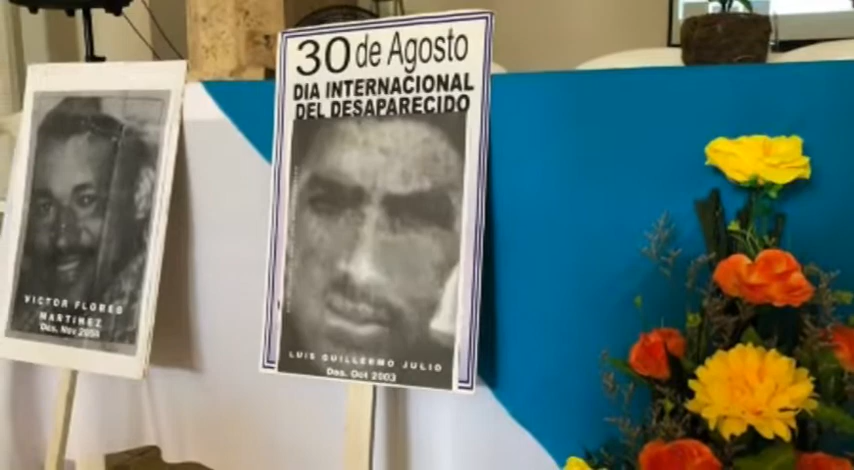 VICTOR FLORES
MARTINEZ
Des. Nov
30 de Agosto
DIA INTERNACIONAL
DEL DESAPARECIDO
LUIS GUILLERMO JULIO
Des. Oct 2003